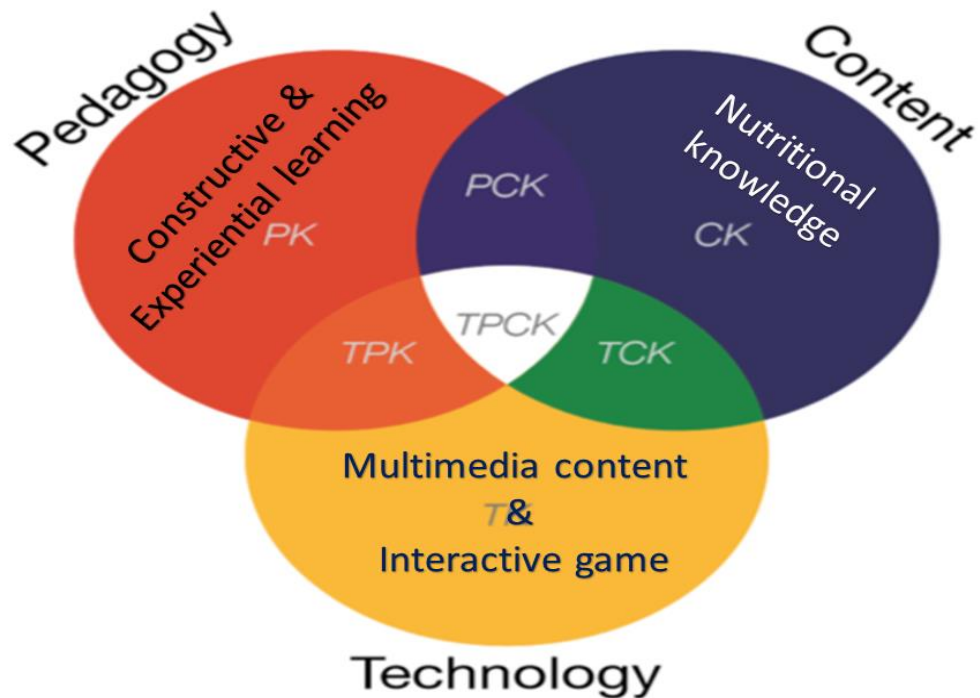 Pedagogy
Content
Constructive &
Experiential learning
PK
PCK
Nutritional
knowledge
CK
TPK
TPCK
TCK
Multimedia content
&
Interactive game
Technology